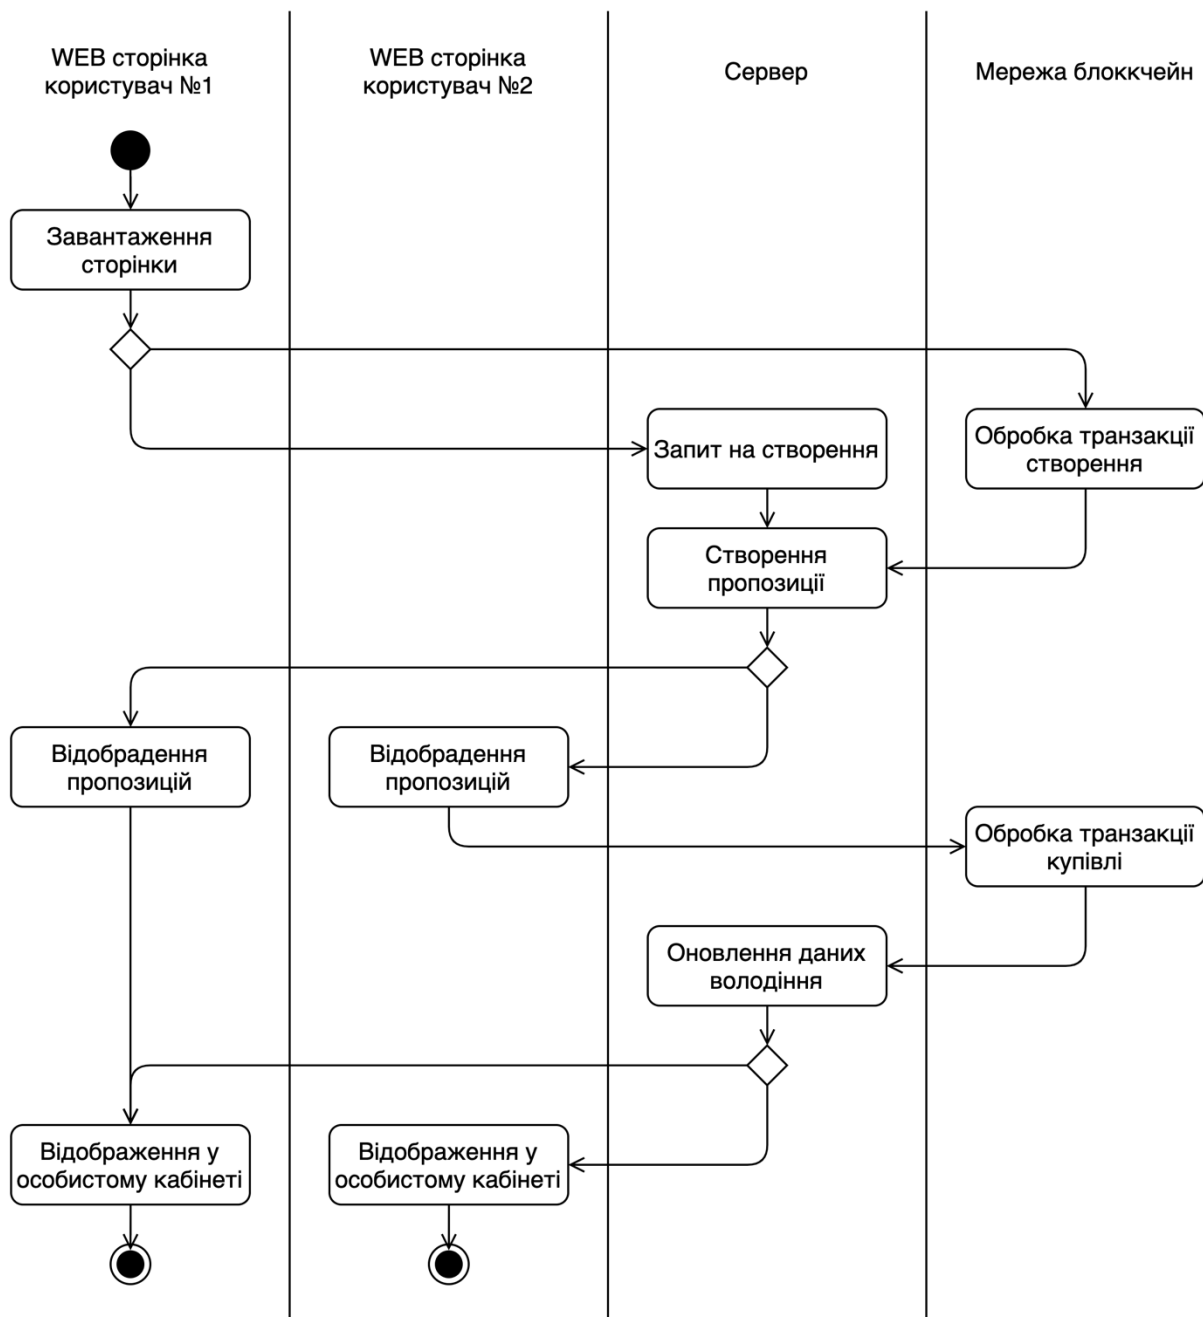 WEB сторінка
користувач №1
WEB сторінка
користувач №2
Сервер
Мережа блоккчейн
Завантаження
сторінки
Запит на створення
Обробка транзакції
створення
Створення
пропозиції
Відобрадення
пропозицій
Відобрадення
пропозицій
Обробка транзакції
купівлі
Оновлення даних
володіння
Відображення у
особистому кабінеті
Відображення у
особистому кабінеті